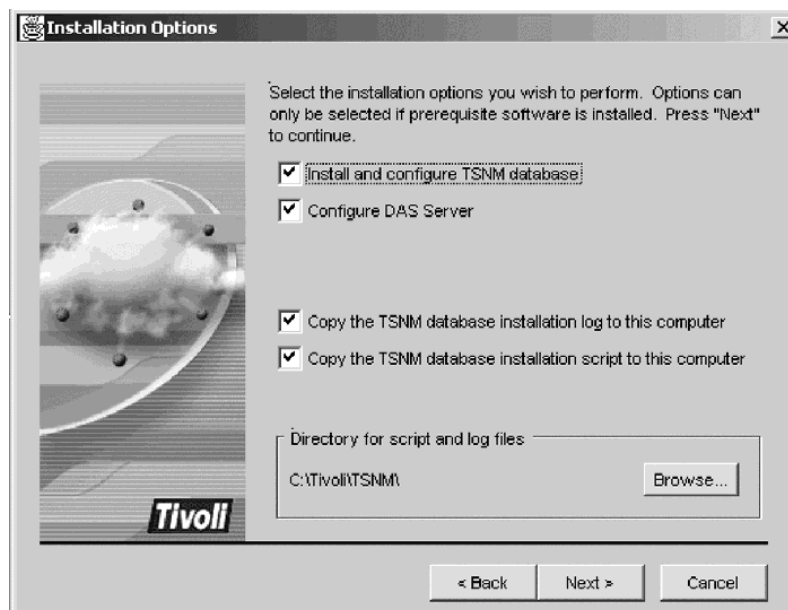 Installation Options
Select the installation options you wish to perform. Options can
only be selected if prerequisite software is installed. Press "Next"
to continue.
Install and configure TSNM database
Configure DAS Server
Copy the TSNM database installation log to this computer
Copy the TSNM database installation script to this computer
Directory for script and log files
C:\Tivoli\TSNM\
Browse...
Tivoli
< Back
Next >
Cancel